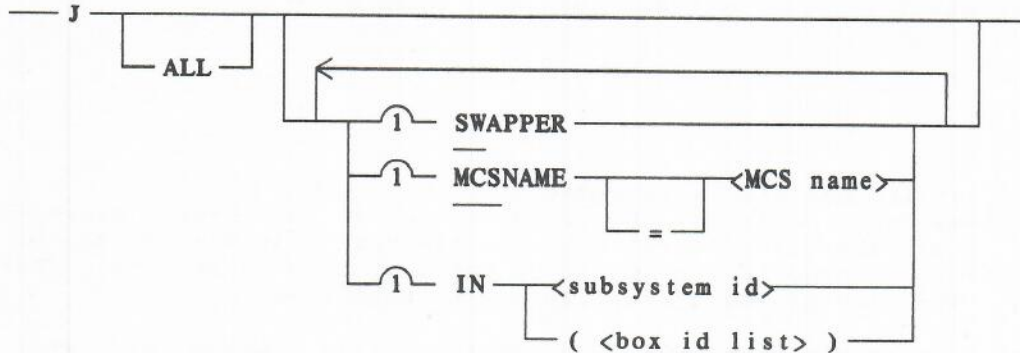 J
ALL
1 SWAPPER
1 MCSNAME <MCS name>
=
1 IN <subsystem id>
( <box id list> )